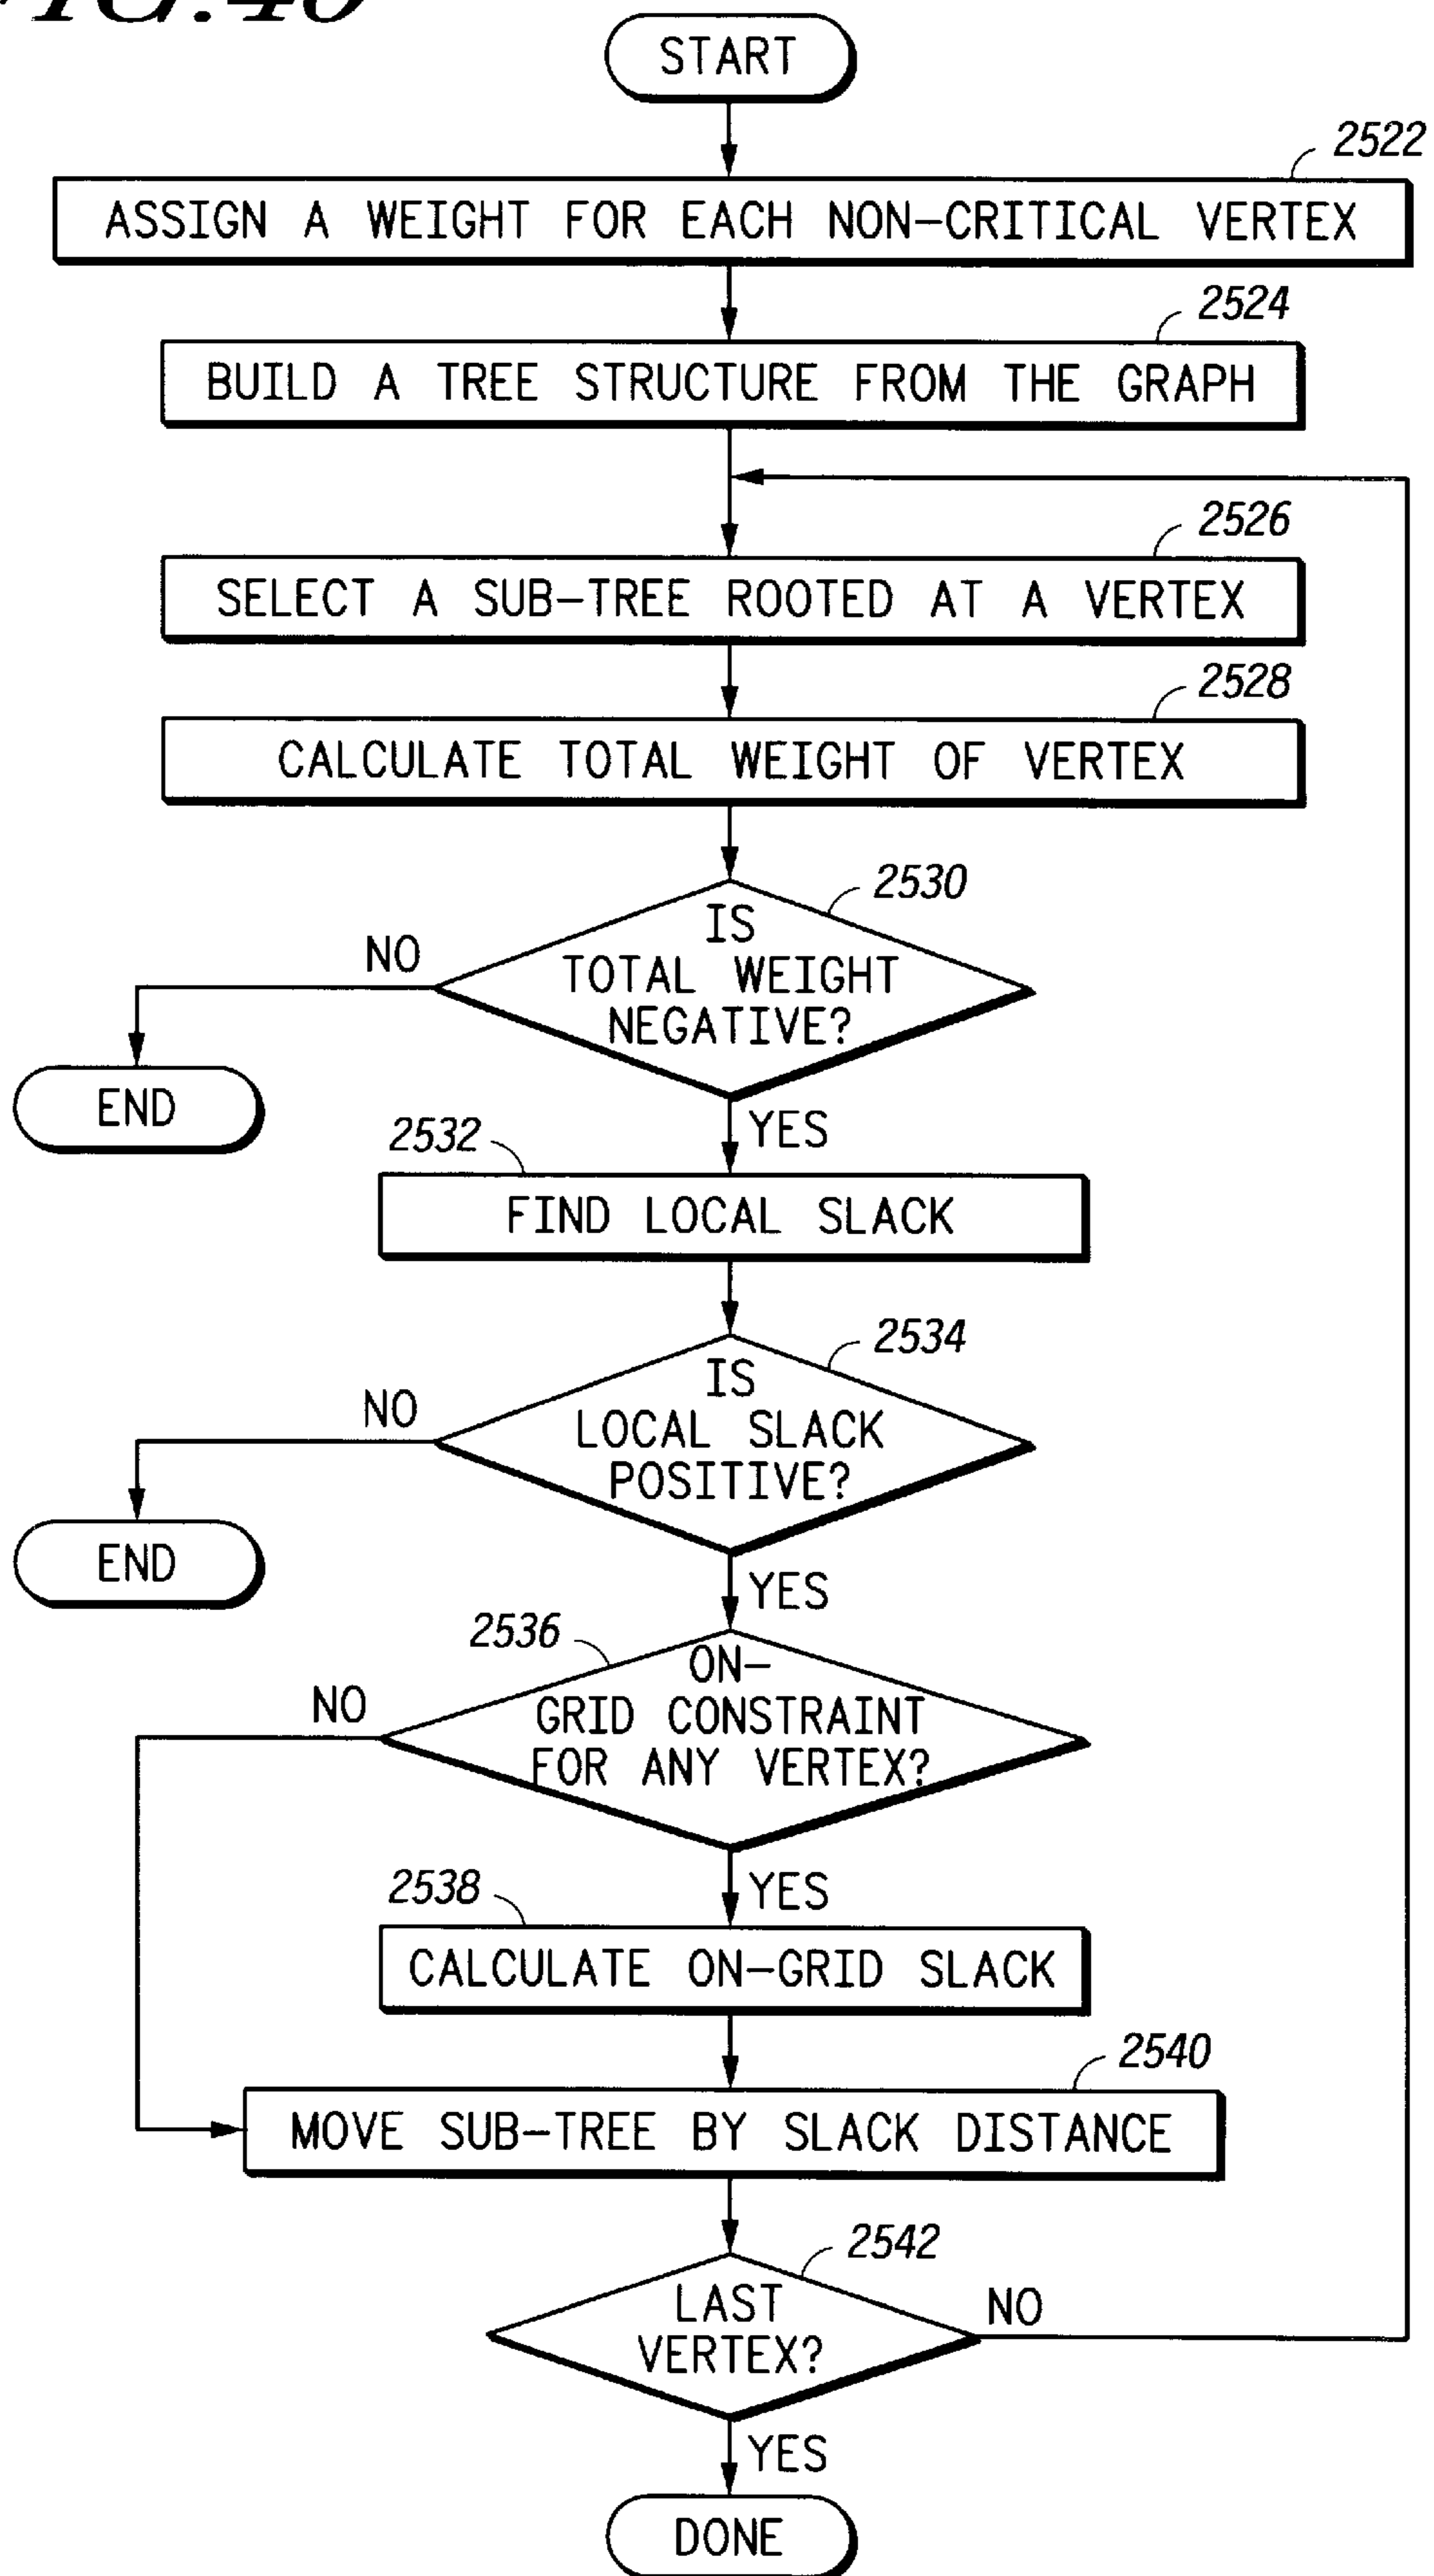 START
2522
ASSIGN A WEIGHT FOR EACH NON-CRITICAL VERTEX
2524
BUILD A TREE STRUCTURE FROM THE GRAPH
2526
SELECT A SUB-TREE ROOTED AT A VERTEX
2528
CALCULATE TOTAL WEIGHT OF VERTEX
2530
IS
TOTAL WEIGHT
NEGATIVE?
NO
END
YES
2532
FIND LOCAL SLACK
2534
IS
LOCAL SLACK
POSITIVE?
NO
END
YES
2536
ON-
GRID CONSTRAINT
FOR ANY VERTEX?
NO
YES
2538
CALCULATE ON-GRID SLACK
2540
MOVE SUB-TREE BY SLACK DISTANCE
2542
LAST
VERTEX?
NO
YES
DONE